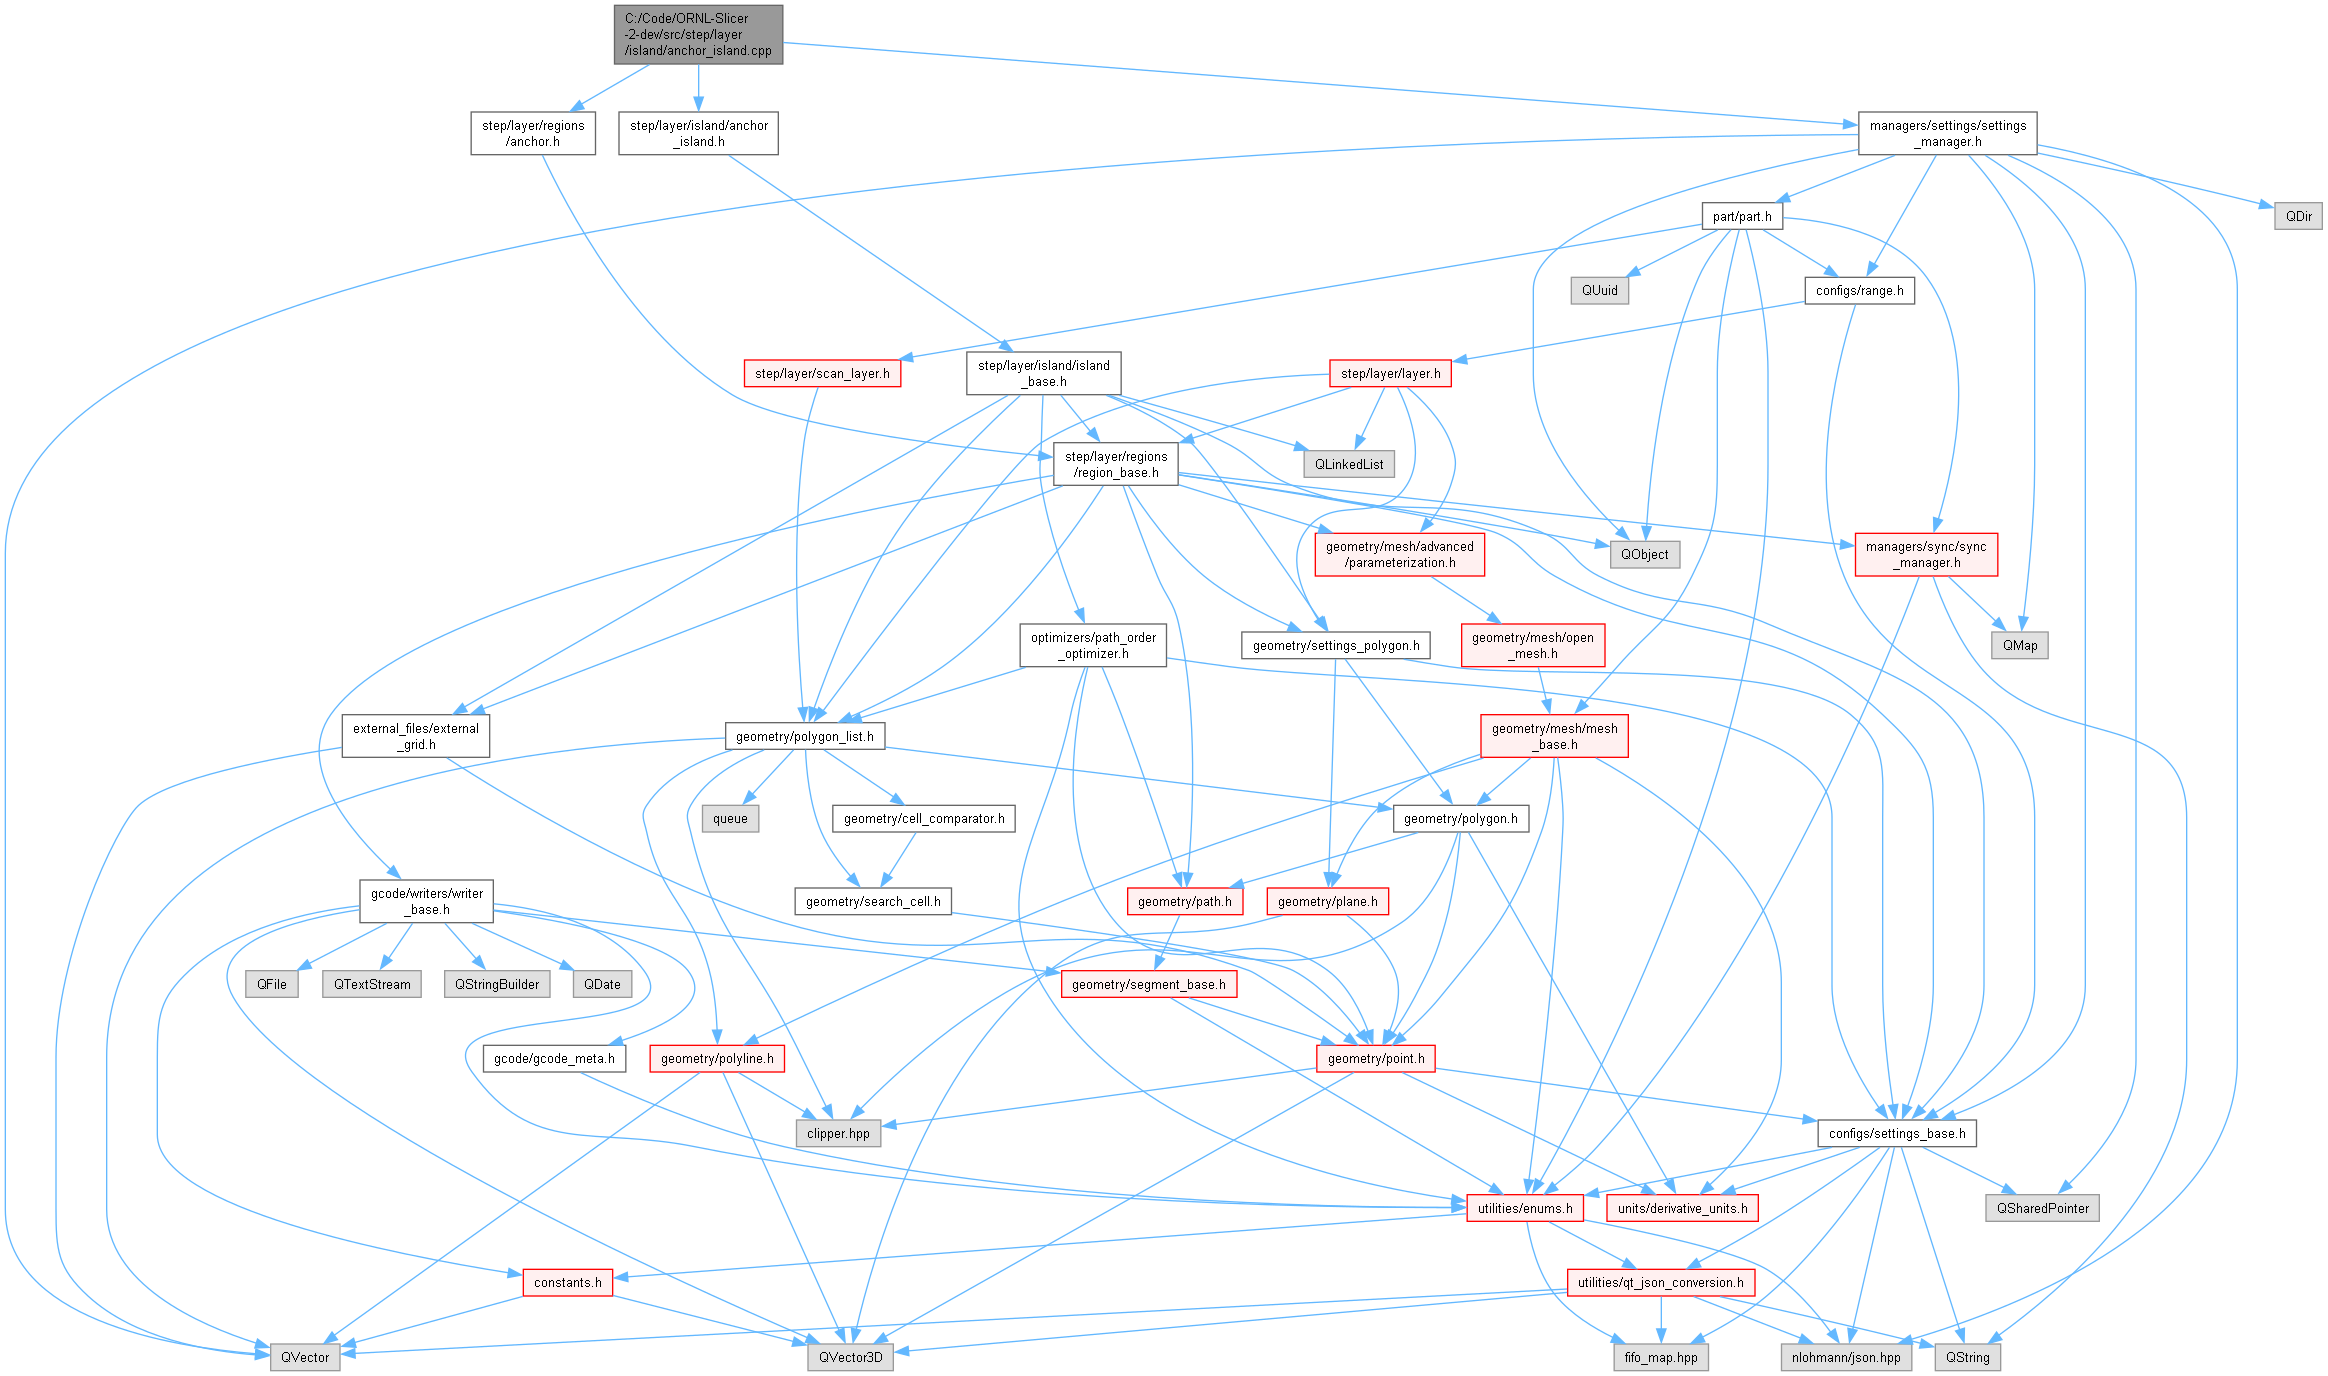 C:/Code/ORNL-Slicer
-2-dev/src/step/layer
/island/anchor_island.cpp
step/layer/regions
/anchor.h
step/layer/island/anchor
_island.h
managers/settings/settings
_manager.h
part/part.h
QDir
QUuid
configs/range.h
step/layer/scan_layer.h
step/layer/island/island
_base.h
step/layer/layer.h
step/layer/regions
/region_base.h
QLinkedList
geometry/mesh/advanced
/parameterization.h
QObject
managers/sync/sync
_manager.h
optimizers/path_order
_optimizer.h
geometry/settings_polygon.h
geometry/mesh/open
_mesh.h
QMap
external_files/external
_grid.h
geometry/polygon_list.h
geometry/mesh/mesh
_base.h
queue
geometry/cell_comparator.h
geometry/polygon.h
gcode/writers/writer
_base.h
geometry/search_cell.h
geometry/path.h
geometry/plane.h
QFile
QTextStream
QStringBuilder
QDate
geometry/segment_base.h
gcode/gcode_meta.h
geometry/polyline.h
geometry/point.h
clipper.hpp
configs/settings_base.h
utilities/enums.h
units/derivative_units.h
QSharedPointer
constants.h
utilities/qt_json_conversion.h
QVector
QVector3D
fifo_map.hpp
nlohmann/json.hpp
QString